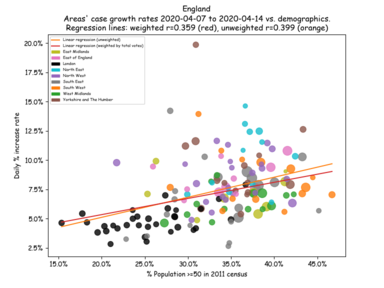 England
Areas' case growth rates 2020-04-07 to 2020-04-14 vs. demographics.
Regression lines: weighted r=0.359 (red), unweighted r=0.399 (orange)
20.0%
17.5%
15.0%
12.5%
10.0%
7.5%
5.0%
2.5%
Daily % increase rate
Linear regression (unweighted)
Linear regression (weighted by total cases)
East Midlands
East of England
London
North East
North West
South East
South West
West Midlands
Yorkshire and The Humber
15.0%
20.0%
25.0%
30.0%
35.0%
40.0%
45.0%
% Population >=50 in 2011 census